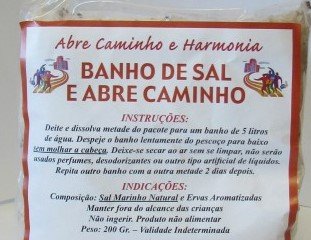 Abre Caminho e Harmonia
BANHO DE SAL
E ABRE CAMINHO
INSTRUÇÕES:
Deite e dissolva metade do pacote para um banho de 5 litros
de água. Despeje o banho lentamente do pescoço para baixo
sem molhar a cabeça. Deixe-se secar ao ar sem se limpar, não serão
usados perfumes, desodorizantes ou outro tipo artificial de líquidos.
Repita outro banho com a outra metade 2 dias depois.
INDICAÇÕES:
Composição: Sal Marinho Natural e Ervas Aromatizadas
Manter fora do alcance das crianças
Não ingerir. Produto não alimentar
Peso: 200 Gr. – Validade Indeterminada